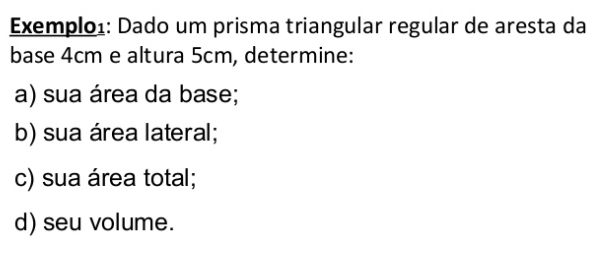 Exemplo₁: Dado um prisma triangular regular de aresta da
base 4cm e altura 5cm, determine:
a) sua área da base;
b) sua área lateral;
c) sua área total;
d) seu volume.